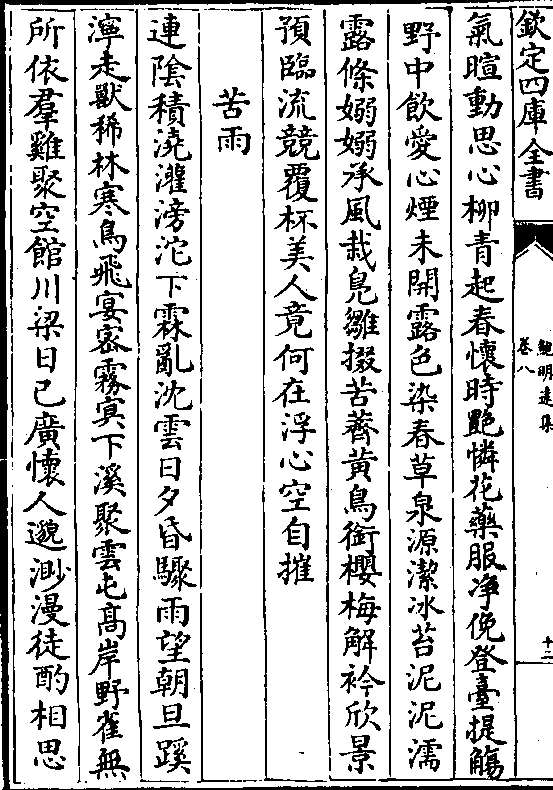 欽定四庫全書
鮑明遠集
卷八
十二
氣暄動思心柳青起春懷時艷憐花藥服净俛登臺提觴
野中飲愛心煙未開露色染春草泉源潔冰苔泥泥濡
露條嫋嫋承風栽鳬雛掇苦薺黄鳥銜櫻梅解衿欣景
預臨流競覆杯美人竟何在浮心空自摧
苦雨
連陰積澆灌滂沱下霖亂沈雲日夕昏驟雨望朝旦蹊
濘走獸稀林寒鳥飛宴宻霧㝠下溪聚雲屯髙岸野雀無
所依羣雞聚空館川梁日已廣懷人邈渺漫徒酌相思